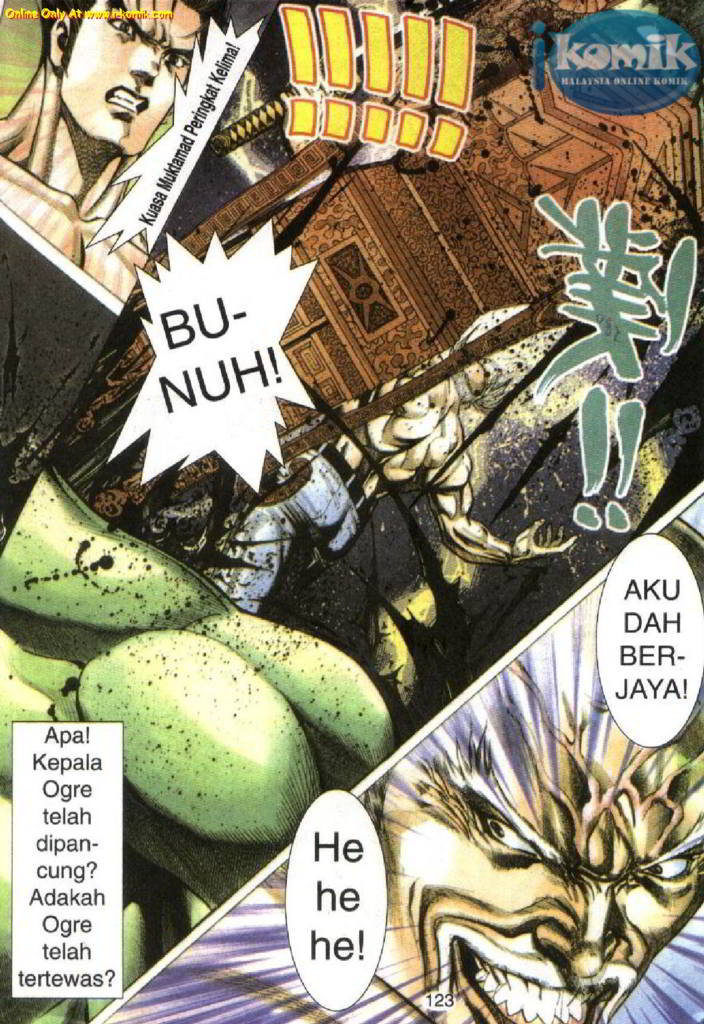 Online Only At www.i-komik.com
iKomik
MALAYSIA ONLINE KOMIK
Kuasa Muktamad Peringkat Kelima!
!!!!!
BU-
NUH!
AKU
DAH
BER-
JAYA!
He
he
he!
Apa!
Kepala
Ogre
telah
dipan-
cung?
Adakah
Ogre
telah
tertewas?
123